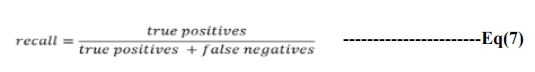 recall = true positives / true positives + false negatives -----------------------Eq(7)